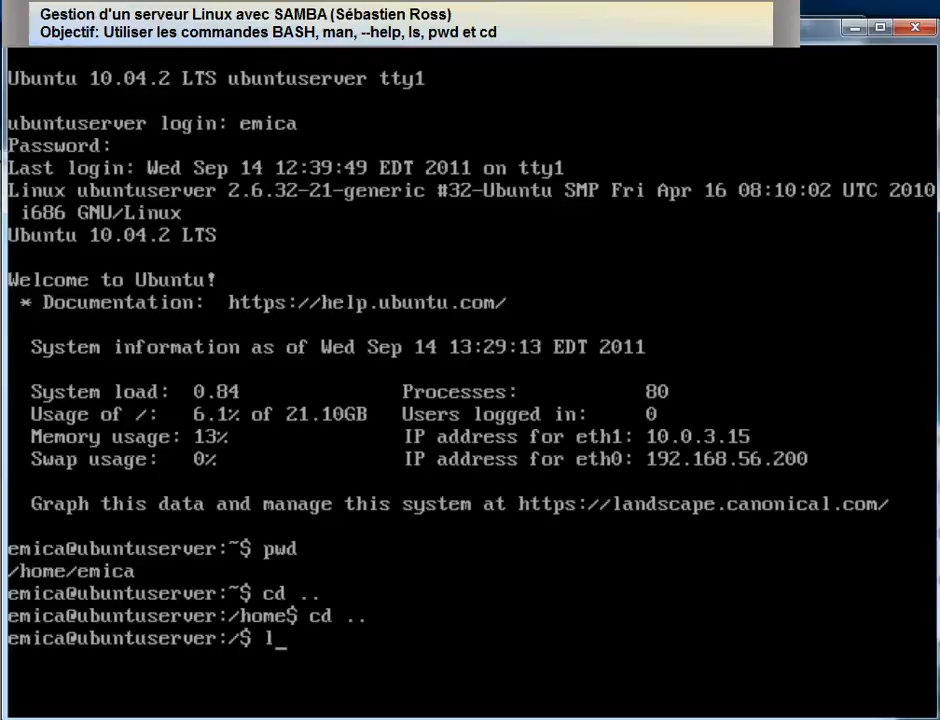 Gestion d'un serveur Linux avec SAMBA (Sébastien Ross)
Objectif: Utiliser les commandes BASH, man, --help, ls, pwd et cd
Ubuntu 10.04.2 LTS ubuntuserver tty1
ubuntuserver login: emica
Password:
Last login: Wed Sep 14 12:39:49 EDT 2011 on tty1
Linux ubuntuserver 2.6.32-21-generic #32-Ubuntu SMP Fri Apr 16 08:10:02 UTC 2010
i686 GNU/Linux
Ubuntu 10.04.2 LTS
Welcome to Ubuntu!
* Documentation: https://help.ubuntu.com/
System information as of Wed Sep 14 13:29:13 EDT 2011
System load: 0.84 Processes: 80
Usage of /: 6.1% of 21.10GB Users logged in: 0
Memory usage: 13% IP address for eth1: 10.0.3.15
Swap usage: 0% IP address for eth0: 192.168.56.200
Graph this data and manage this system at https://landscape.canonical.com/
emica@ubuntuserver:~$ pwd
/home/emica
emica@ubuntuserver:~$ cd ..
emica@ubuntuserver:/home$ cd ..
emica@ubuntuserver:/$ l_